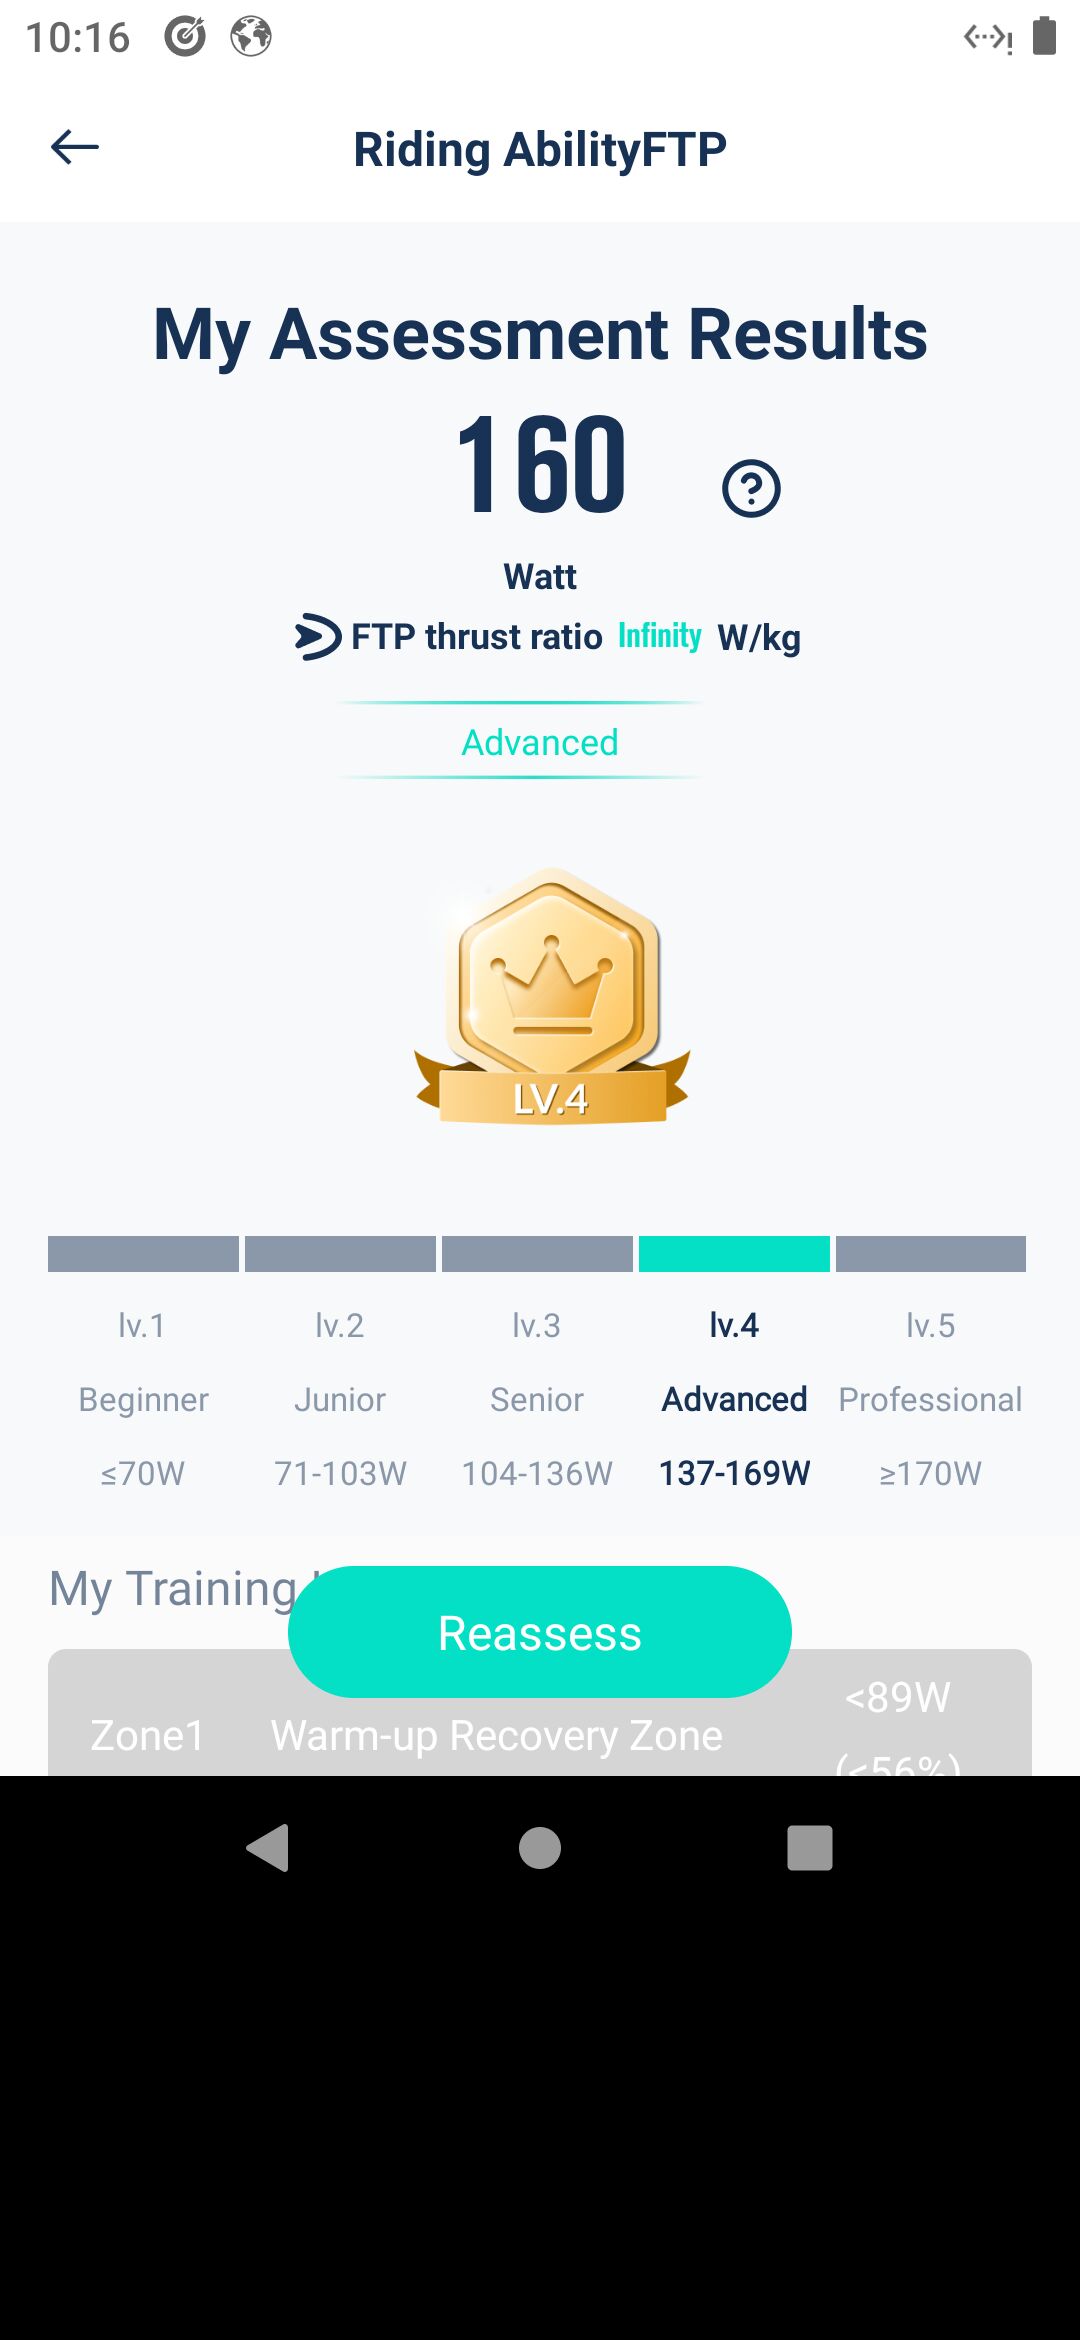 10:16
Riding AbilityFTP
My Assessment Results
160
Watt
FTP thrust ratio Infinity W/kg
Advanced
LV.4
lv.1 lv.2 lv.3 lv.4 lv.5
Beginner Junior Senior Advanced Professional
≤70W 71-103W 104-136W 137-169W ≥170W
My Training
Reassess
<89W
Zone1 Warm-up Recovery Zone
(<56%)